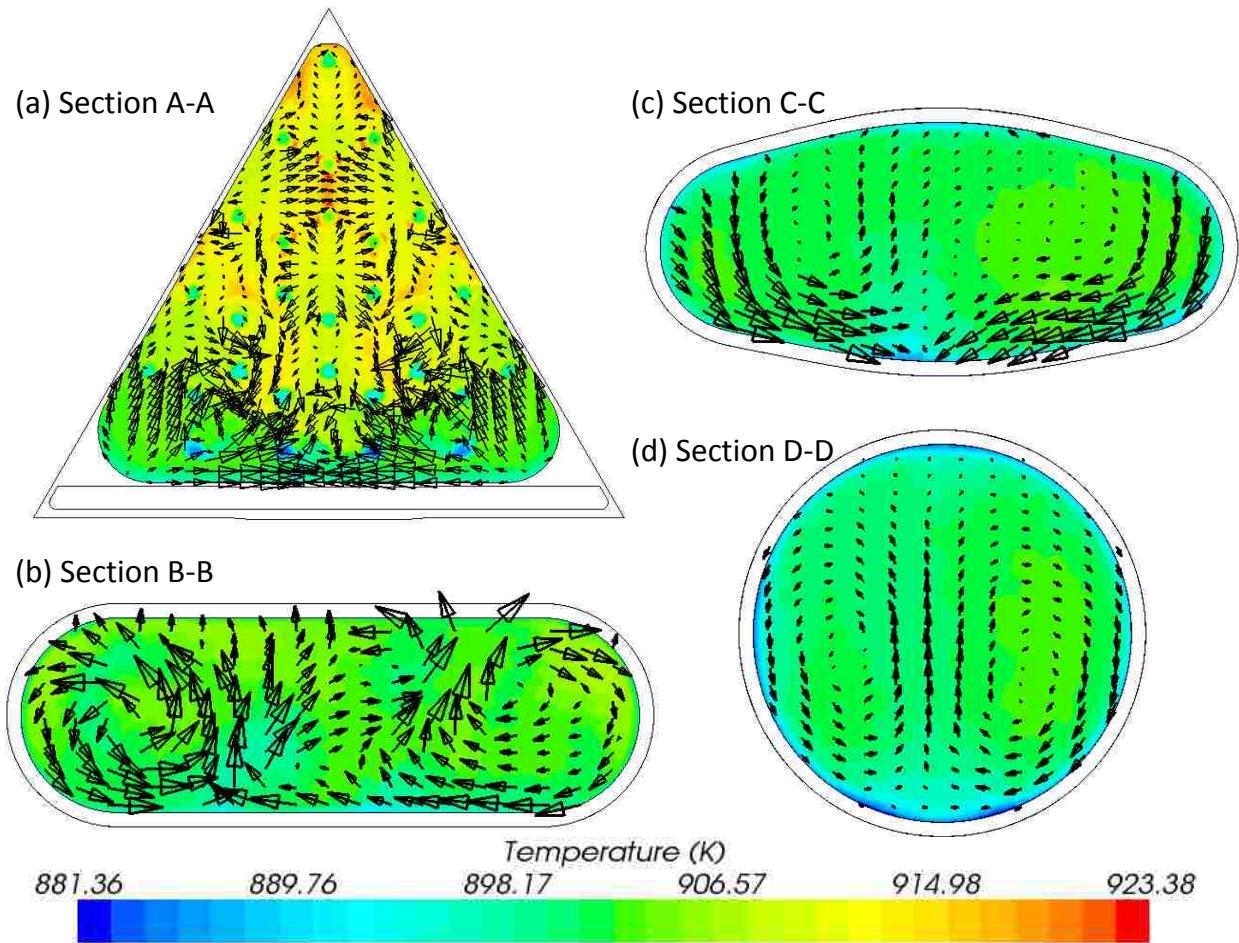 (a) Section A-A
(c) Section C-C
(d) Section D-D
(b) Section B-B
Temperature (K)
881.36 889.76 898.17 906.57 914.98 923.38